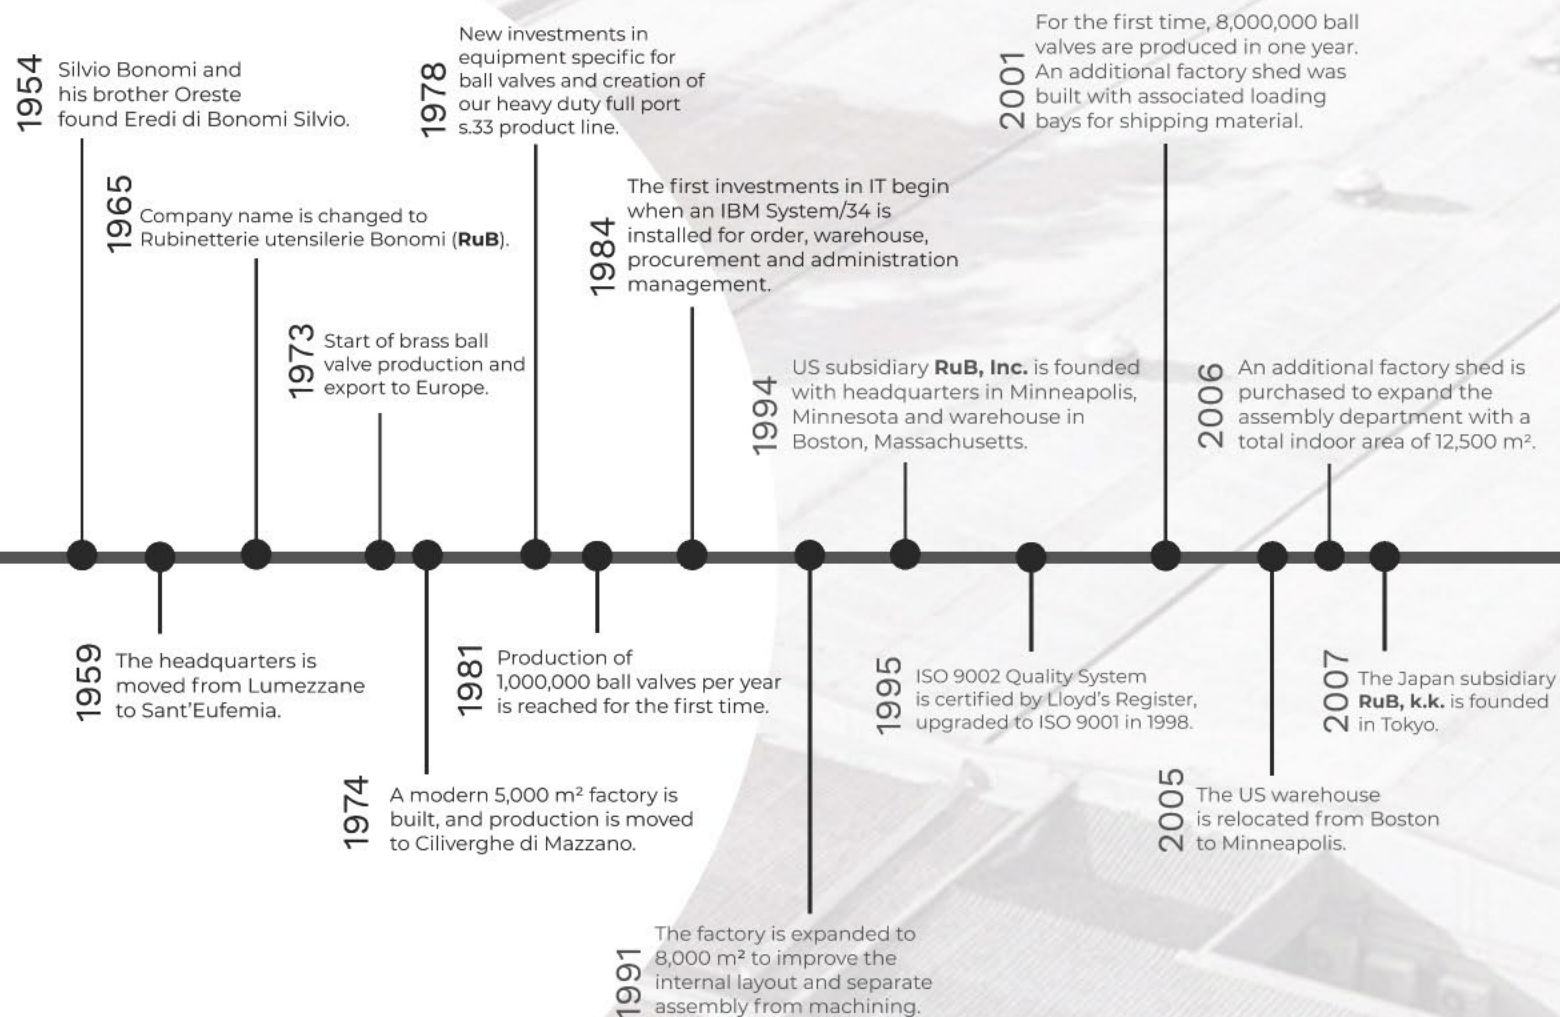 1954
Silvio Bonomi and
his brother Oreste
found Eredi di Bonomi Silvio.
1959
The headquarters is
moved from Lumezzane
to Sant'Eufemia.
1965
Company name is changed to
Rubinetterie utensilerie Bonomi (RuB).
1973
Start of brass ball
valve production and
export to Europe.
1974
A modern 5,000 m² factory is
built, and production is moved
to Ciliverghe di Mazzano.
1978
New investments in
equipment specific for
ball valves and creation of
our heavy duty full port
s.33 product line.
1981
Production of
1,000,000 ball valves per year
is reached for the first time.
1984
The first investments in IT begin
when an IBM System/34 is
installed for order, warehouse,
procurement and administration
management.
1991
The factory is expanded to
8,000 m² to improve the
internal layout and separate
assembly from machining.
1994
US subsidiary RuB, Inc. is founded
with headquarters in Minneapolis,
Minnesota and warehouse in
Boston, Massachusetts.
1995
ISO 9002 Quality System
is certified by Lloyd's Register,
upgraded to ISO 9001 in 1998.
2001
For the first time, 8,000,000 ball
valves are produced in one year.
An additional factory shed was
built with associated loading
bays for shipping material.
2005
The US warehouse
is relocated from Boston
to Minneapolis.
2006
An additional factory shed is
purchased to expand the
assembly department with a
total indoor area of 12,500 m².
2007
The Japan subsidiary
RuB, k.k. is founded
in Tokyo.